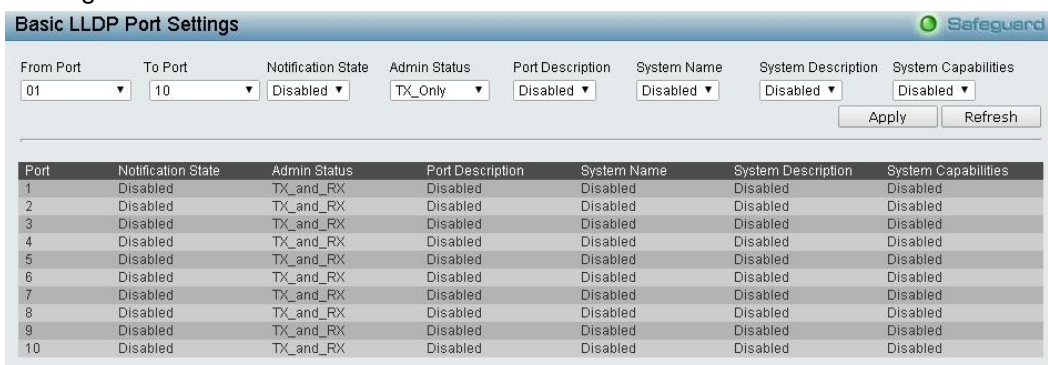 Basic LLDP Port Settings Safeguard
From Port To Port Notification State Admin Status Port Description System Name System Description System Capabilities
01 10 Disabled TX_Only Disabled Disabled Disabled Disabled
Apply Refresh
Port Notification State Admin Status Port Description System Name System Description System Capabilities
1 Disabled TX_and_RX Disabled Disabled Disabled Disabled
2 Disabled TX_and_RX Disabled Disabled Disabled Disabled
3 Disabled TX_and_RX Disabled Disabled Disabled Disabled
4 Disabled TX_and_RX Disabled Disabled Disabled Disabled
5 Disabled TX_and_RX Disabled Disabled Disabled Disabled
6 Disabled TX_and_RX Disabled Disabled Disabled Disabled
7 Disabled TX_and_RX Disabled Disabled Disabled Disabled
8 Disabled TX_and_RX Disabled Disabled Disabled Disabled
9 Disabled TX_and_RX Disabled Disabled Disabled Disabled
10 Disabled TX_and_RX Disabled Disabled Disabled Disabled